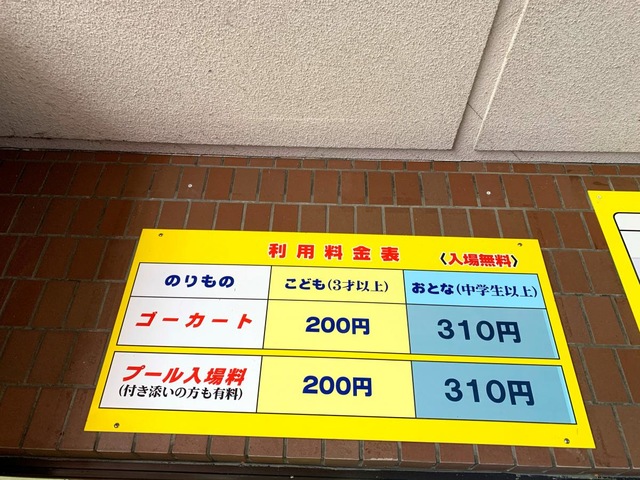 利用料金表 〈入場無料〉
のりもの こども(3才以上) おとな(中学生以上)
ゴーカート 200円 310円
プール入場料 200円 310円
(付き添いの方も有料)